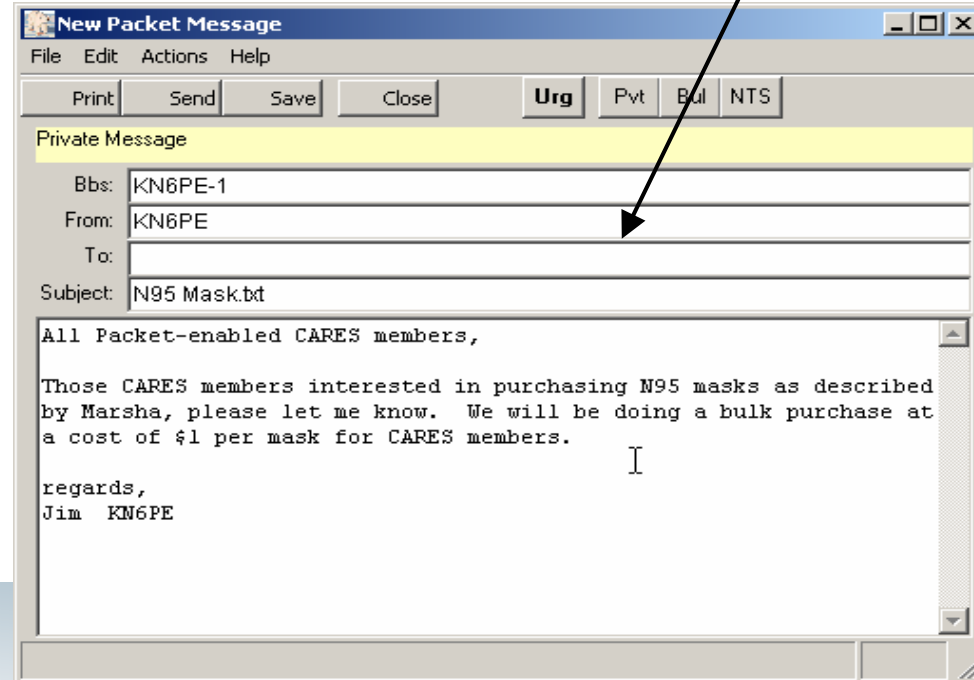 New Packet Message
File Edit Actions Help
Print Send Save Close Urg Pvt Bul NTS
Private Message
Bbs: KN6PE-1
From: KN6PE
To:
Subject: N95 Mask.txt
All Packet-enabled CARES members,
Those CARES members interested in purchasing N95 masks as described
by Marsha, please let me know. We will be doing a bulk purchase at
a cost of $1 per mask for CARES members.
regards,
Jim KN6PE